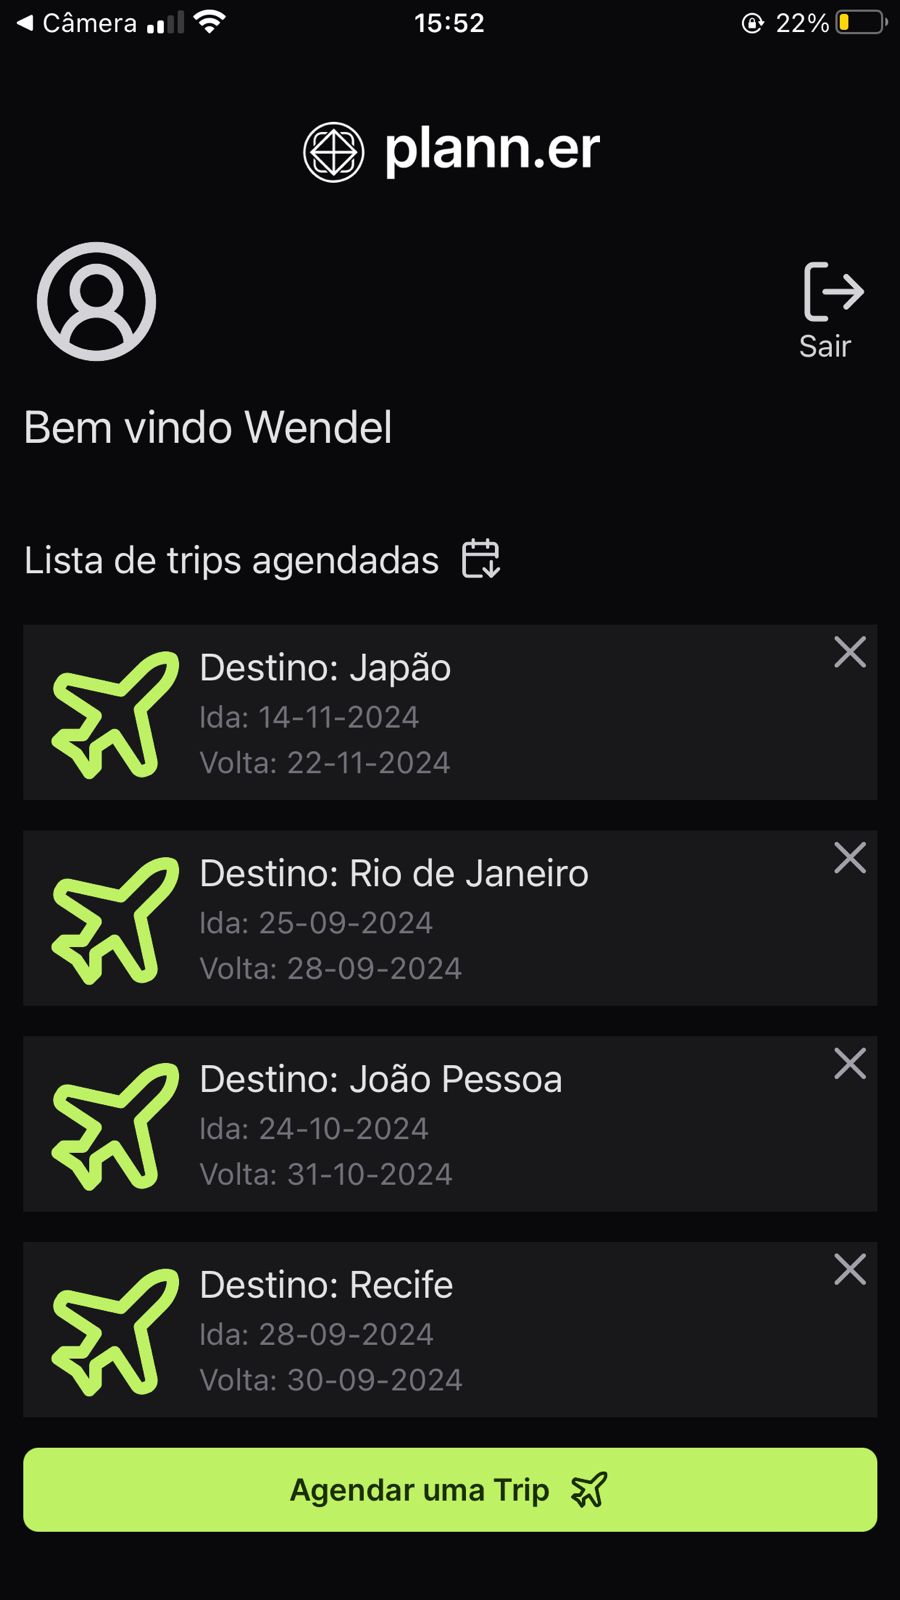 ◀ Câmera 15:52 22%
plann.er
Sair
Bem vindo Wendel
Lista de trips agendadas
Destino: Japão
Ida: 14-11-2024
Volta: 22-11-2024
Destino: Rio de Janeiro
Ida: 25-09-2024
Volta: 28-09-2024
Destino: João Pessoa
Ida: 24-10-2024
Volta: 31-10-2024
Destino: Recife
Ida: 28-09-2024
Volta: 30-09-2024
Agendar uma Trip